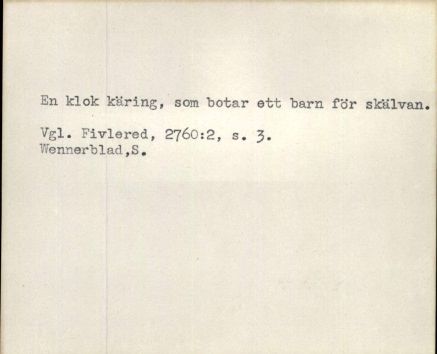 En klok käring, som botar ett barn för skälvan.
Vgl. Fivlered, 2760:2, s. 3.
Wennerblad,S.